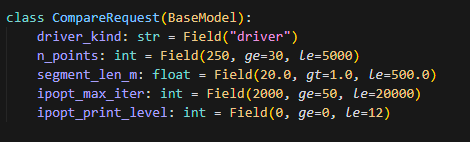 class CompareRequest(BaseModel):
    driver_kind: str = Field("driver")
    n_points: int = Field(250, ge=30, le=5000)
    segment_len_m: float = Field(20.0, gt=1.0, le=500.0)
    ipopt_max_iter: int = Field(2000, ge=50, le=20000)
    ipopt_print_level: int = Field(0, ge=0, le=12)